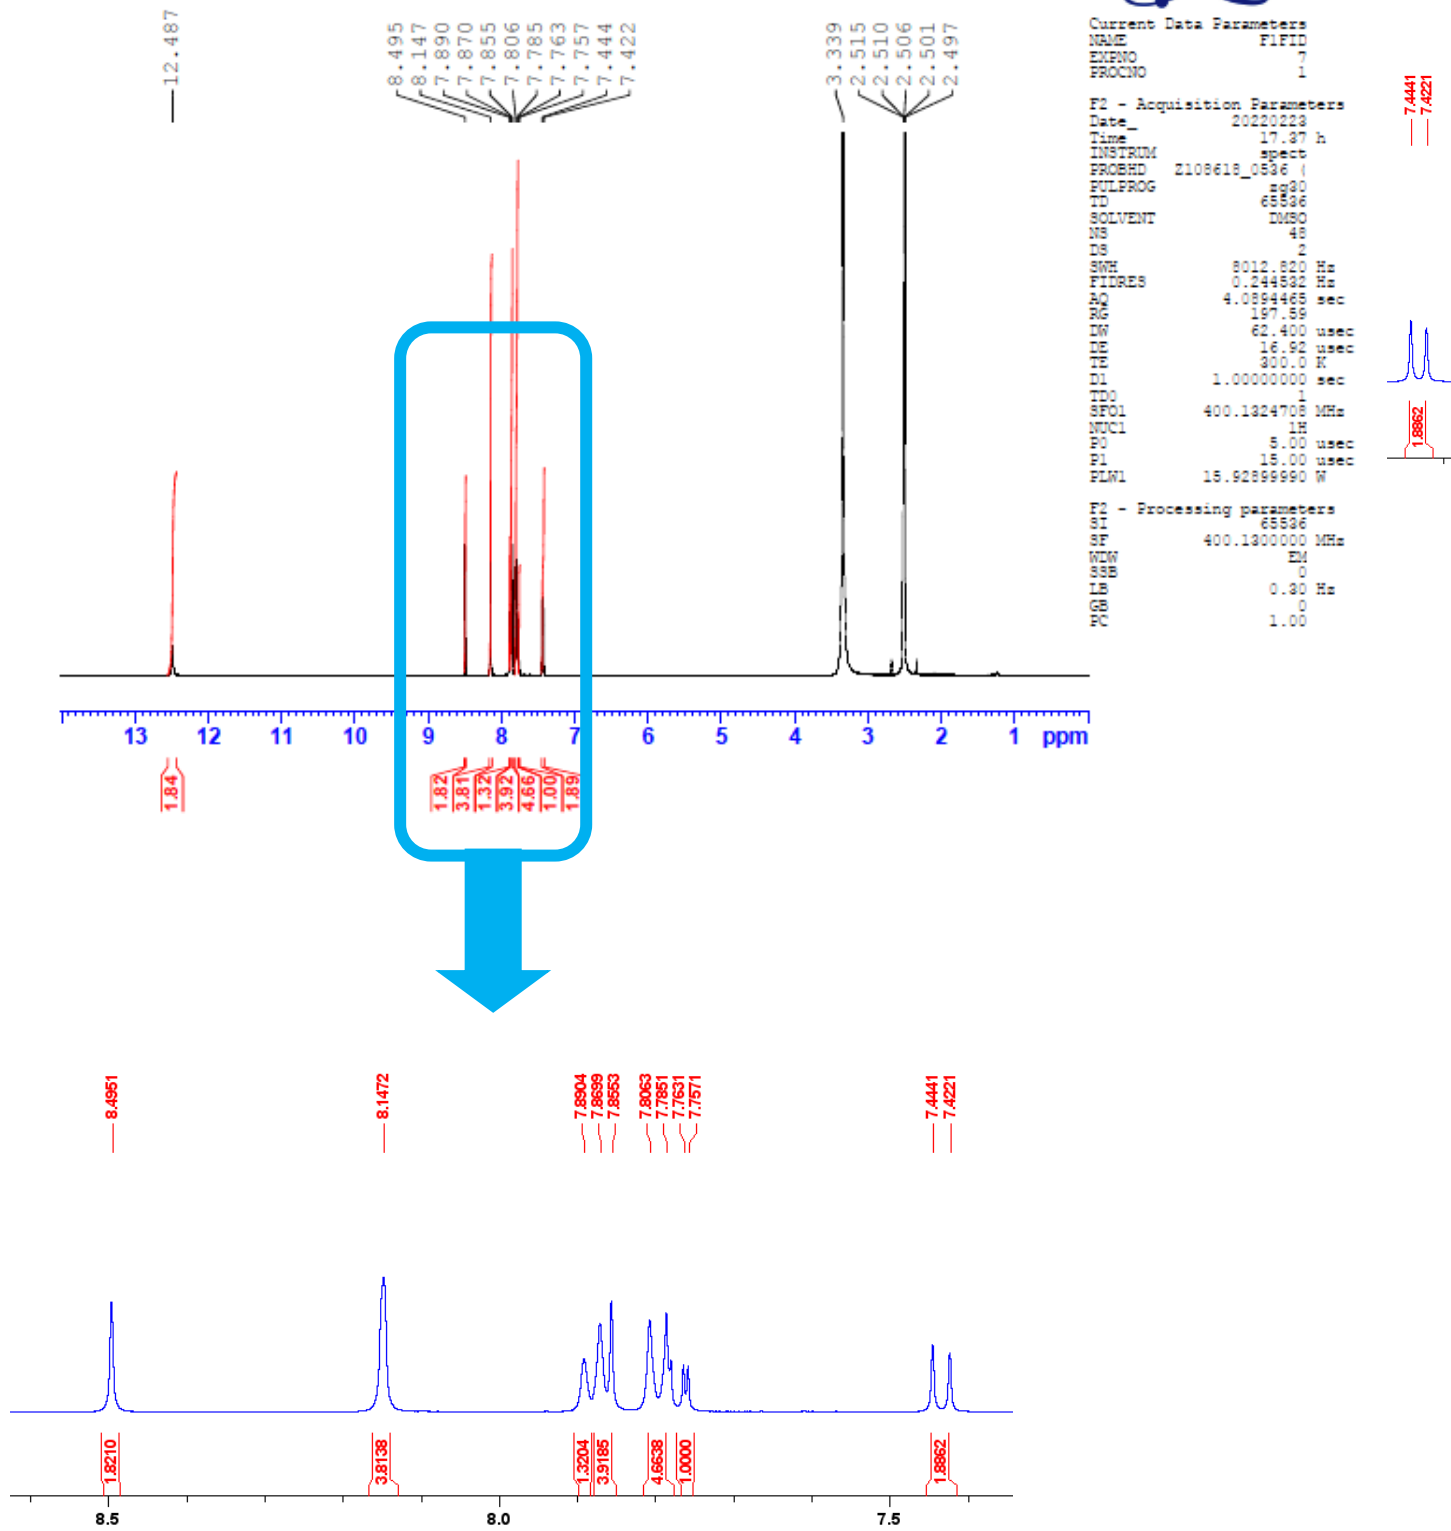 12.487
8.495
8.147
7.890
7.870
7.855
7.806
7.785
7.763
7.757
7.444
7.422
3.339
2.515
2.510
2.506
2.501
2.497
Current Data Parameters
NAME F1FID
EXPNO 7
PROCNO 1
F2 - Acquisition Parameters
Date_ 20220223
Time 17.37 h
INSTRUM spect
PROBHD Z108618_0536 (
PULPROG zg30
TD 65536
SOLVENT DMSO
NS 48
DS 2
SWH 8012.820 Hz
FIDRES 0.244532 Hz
AQ 4.0894465 sec
RG 197.59
DW 62.400 usec
DE 16.92 usec
TE 300.0 K
D1 1.00000000 sec
TD0 1
SFO1 400.1324708 MHz
NUC1 1H
P0 5.00 usec
P1 15.00 usec
PLW1 15.92899990 W
F2 - Processing parameters
SI 65536
SF 400.1300000 MHz
WDW EM
SSB 0
LB 0.30 Hz
GB 0
PC 1.00
7.4441
7.4221
1.8862
13 12 11 10 9 8 7 6 5 4 3 2 1 ppm
1.84
1.82
3.81
1.32
3.92
4.66
1.00
1.89
8.4951
8.1472
7.8904
7.8699
7.8553
7.8063
7.7851
7.7631
7.7571
7.4441
7.4221
1.8210
3.8138
1.3204
3.9185
4.6638
1.0000
1.8862
8.5 8.0 7.5